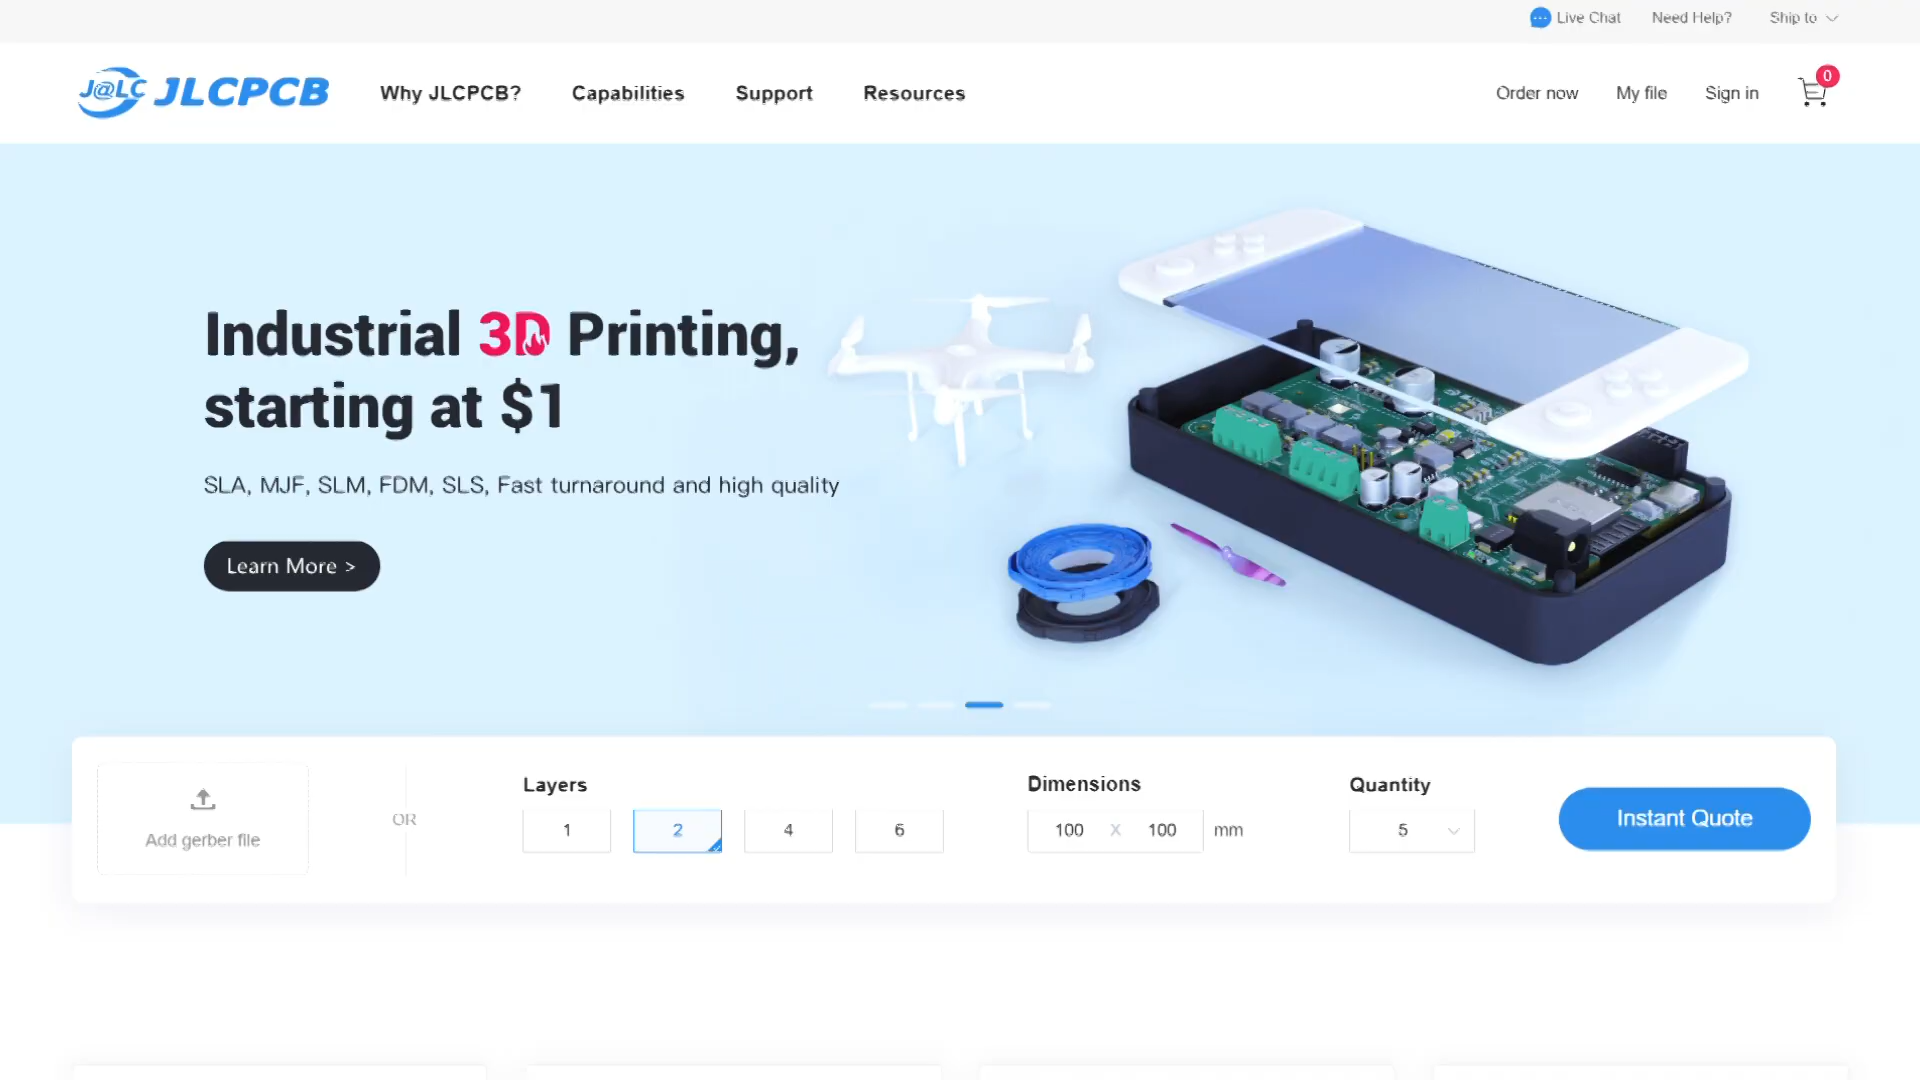 Live Chat Need Help? Ship to
J@LC JLCPCB Why JLCPCB? Capabilities Support Resources Order now My file Sign in 0
Industrial 3D Printing,
starting at $1
SLA, MJF, SLM, FDM, SLS, Fast turnaround and high quality
Learn More >
Add gerber file
OR
Layers
1 2 4 6
Dimensions
100 X 100 mm
Quantity
5
Instant Quote